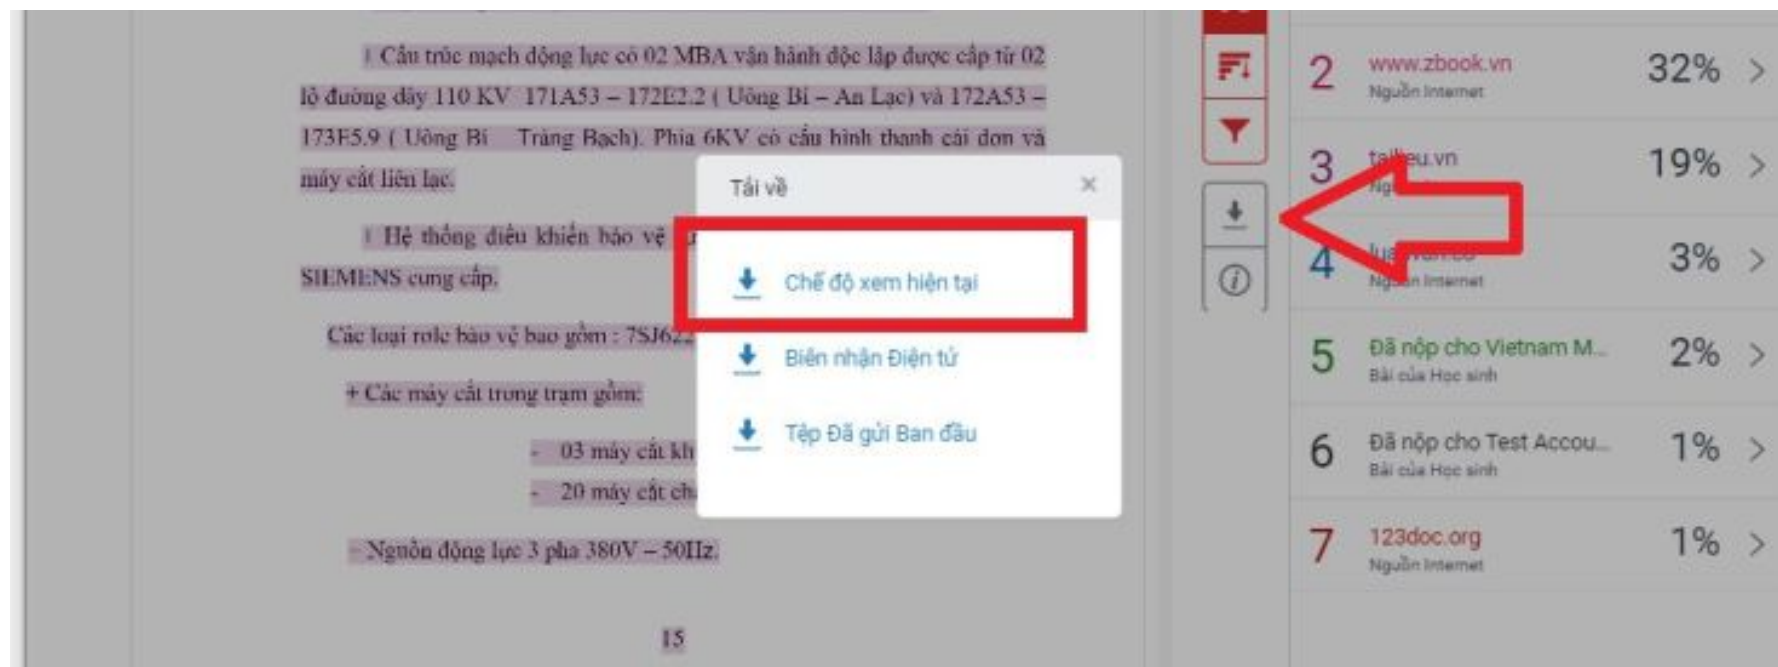 + Cấu trúc mạch động lực có 02 MBA vận hành độc lập được cấp từ 02
lộ đường dây 110 KV 171A53 – 172E2.2 ( Uông Bí – An Lạc) và 172A53 –
173E5.9 ( Uông Bí Tràng Bạch). Phía 6KV có cấu hình thanh cái đơn và
máy cắt liên lạc.
+ Hệ thống điều khiển bảo vệ
SIEMENS cung cấp.
Các loại rơle bảo vệ bao gồm : 7SJ622
+ Các máy cắt trong trạm gồm:
- 03 máy cắt kh
- 20 máy cắt ch
– Nguồn động lực 3 pha 380V – 50Hz.
15
Tải về ×
Chế độ xem hiện tại
Biên nhận Điện tử
Tệp Đã gửi Ban đầu
2 www.zbook.vn 32% >
Nguồn Internet
3 tailieu.vn 19% >
4 3% >
Internet
5 Đã nộp cho Vietnam M... 2% >
Bài của Học sinh
6 Đã nộp cho Test Accou... 1% >
Bài của Học sinh
7 123doc.org 1% >
Nguồn Internet